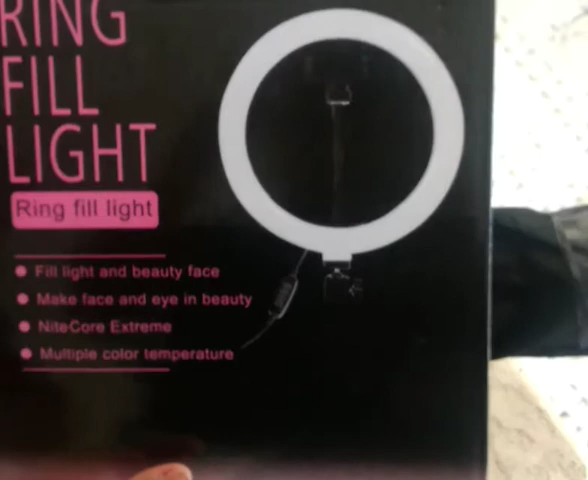 RING
FILL
LIGHT
Ring fill light
Fill light and beauty face
Make face and eye in beauty
NiteCore Extreme
Multiple color temperature